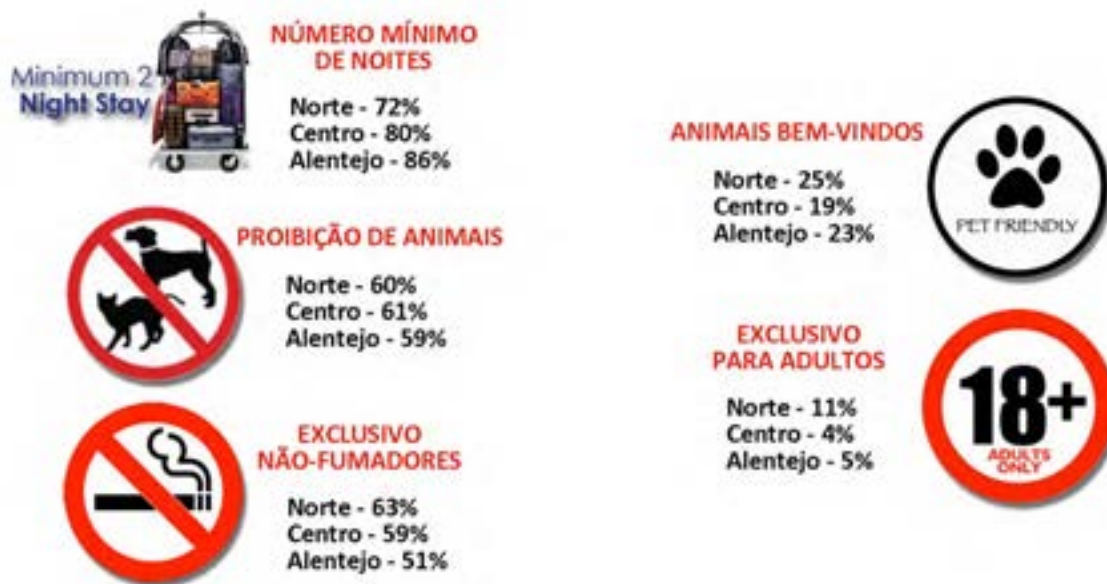 Minimum 2
Night Stay
NÚMERO MÍNIMO
DE NOITES
Norte - 72%
Centro - 80%
Alentejo - 86%
PROIBIÇÃO DE ANIMAIS
Norte - 60%
Centro - 61%
Alentejo - 59%
EXCLUSIVO
NÃO-FUMADORES
Norte - 63%
Centro - 59%
Alentejo - 51%
ANIMAIS BEM-VINDOS
Norte - 25%
Centro - 19%
Alentejo - 23%
PET FRIENDLY
EXCLUSIVO
PARA ADULTOS
Norte - 11%
Centro - 4%
Alentejo - 5%
18+
ADULTS
ONLY